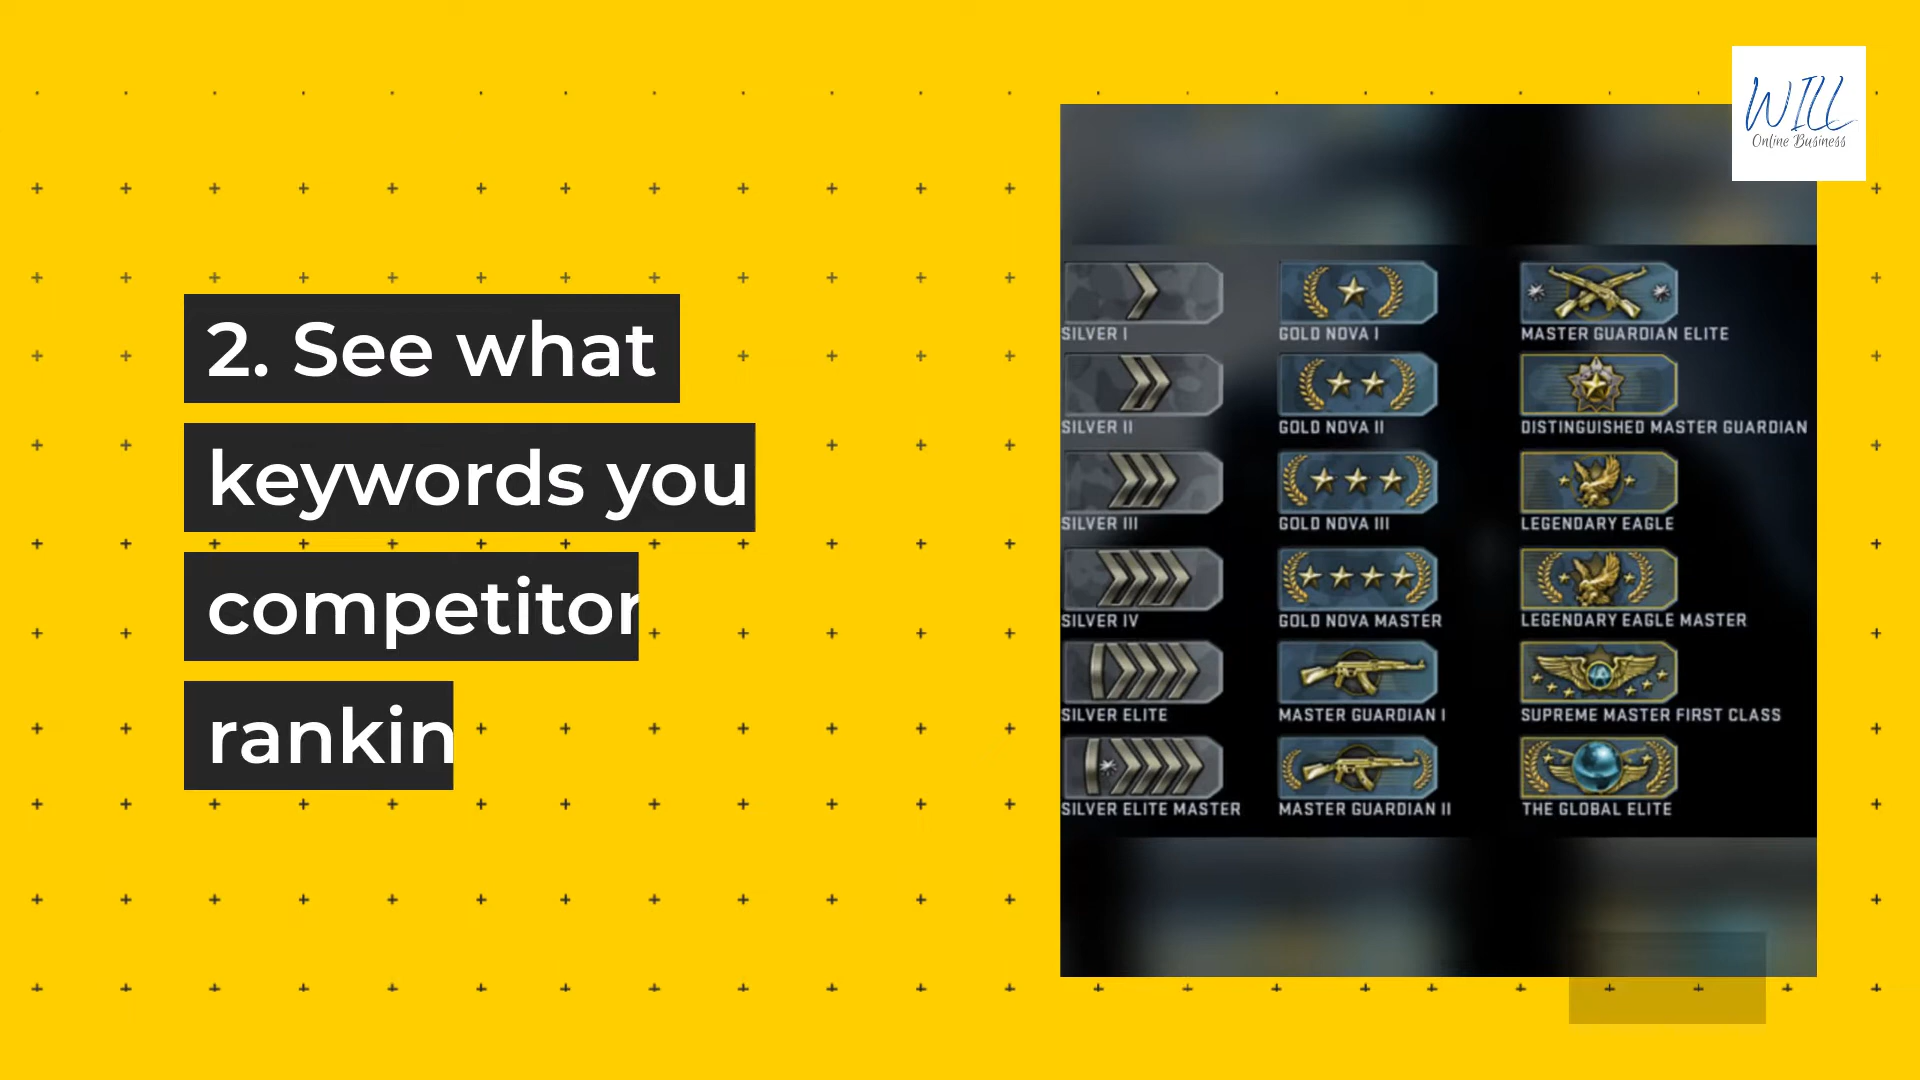 WILL
Online Business
2. See what
keywords you
competitor
rankin
SILVER I
GOLD NOVA I
MASTER GUARDIAN ELITE
SILVER II
GOLD NOVA II
DISTINGUISHED MASTER GUARDIAN
SILVER III
GOLD NOVA III
LEGENDARY EAGLE
SILVER IV
GOLD NOVA MASTER
LEGENDARY EAGLE MASTER
SILVER ELITE
MASTER GUARDIAN I
SUPREME MASTER FIRST CLASS
SILVER ELITE MASTER
MASTER GUARDIAN II
THE GLOBAL ELITE